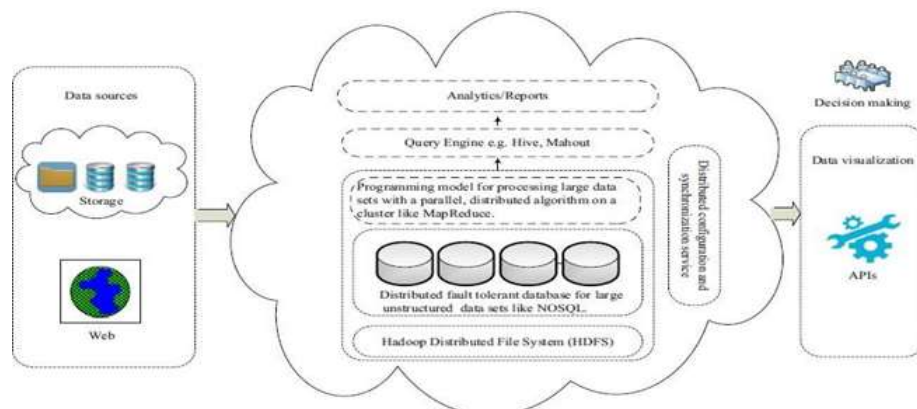 Data sources
Storage
Web
Analytics/Reports
Query Engine e.g. Hive, Mahout
Programming model for processing large data
sets with a parallel, distributed algorithm on a
cluster like MapReduce.
Distributed fault tolerant database for large
unstructured data sets like NOSQL.
Hadoop Distributed File System (HDFS)
Distributed configuration and
synchronization service
Decision making
Data visualization
APIs